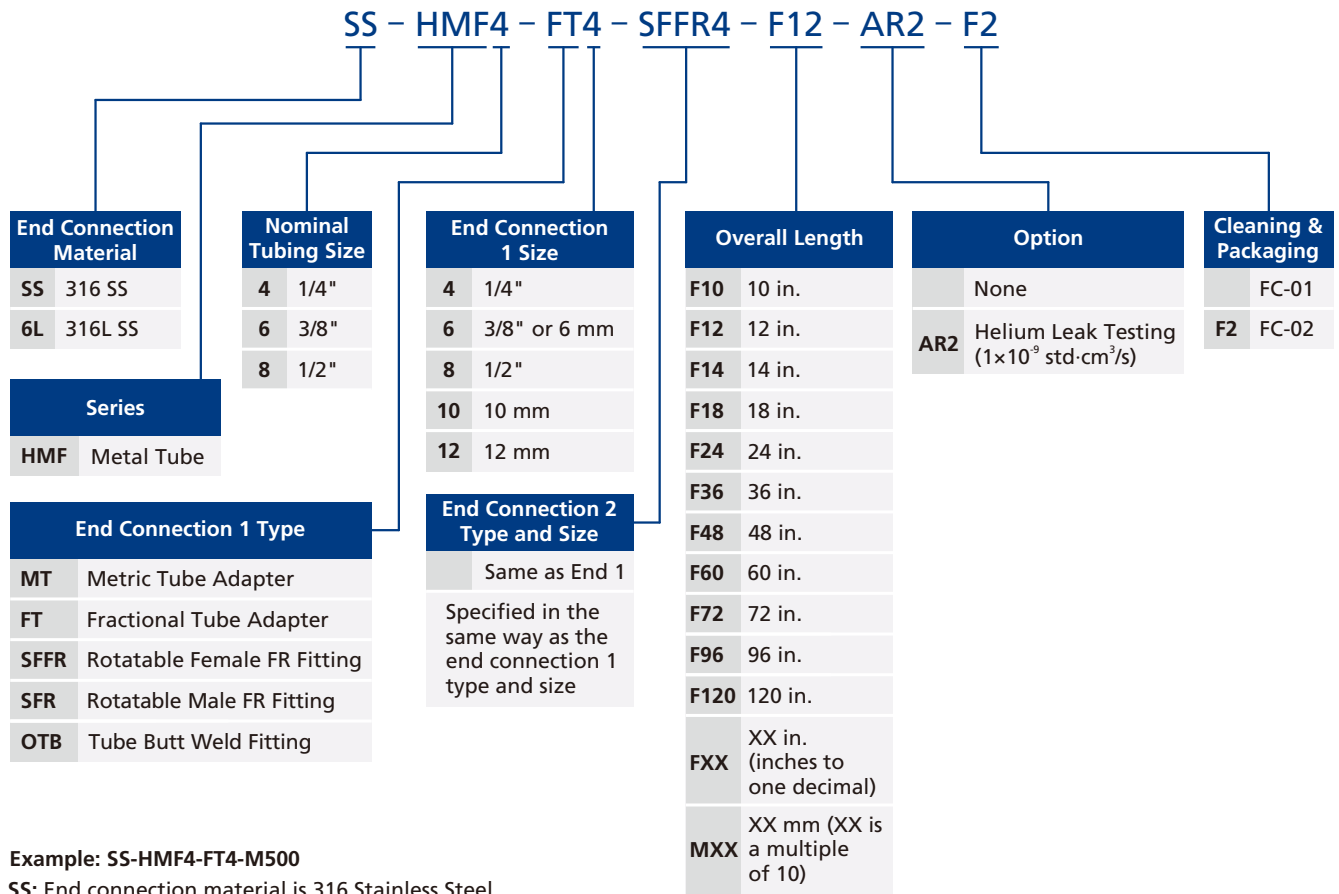 SS – HMF4 – FT4 – SFFR4 – F12 – AR2 – F2
End Connection
Material
SS 316 SS
6L 316L SS
Series
HMF Metal Tube
Nominal
Tubing Size
4 1/4"
6 3/8"
8 1/2"
End Connection 1 Type
MT Metric Tube Adapter
FT Fractional Tube Adapter
SFFR Rotatable Female FR Fitting
SFR Rotatable Male FR Fitting
OTB Tube Butt Weld Fitting
End Connection
1 Size
4 1/4"
6 3/8" or 6 mm
8 1/2"
10 10 mm
12 12 mm
End Connection 2
Type and Size
Same as End 1
Specified in the
same way as the
end connection 1
type and size
Overall Length
F10 10 in.
F12 12 in.
F14 14 in.
F18 18 in.
F24 24 in.
F36 36 in.
F48 48 in.
F60 60 in.
F72 72 in.
F96 96 in.
F120 120 in.
FXX XX in.
(inches to
one decimal)
MXX XX mm (XX is
a multiple
of 10)
Option
None
AR2 Helium Leak Testing
(1×10⁻⁹ std·cm³/s)
Cleaning &
Packaging
FC-01
F2 FC-02
Example: SS-HMF4-FT4-M500
SS: End connection material is 316 Stainless Steel